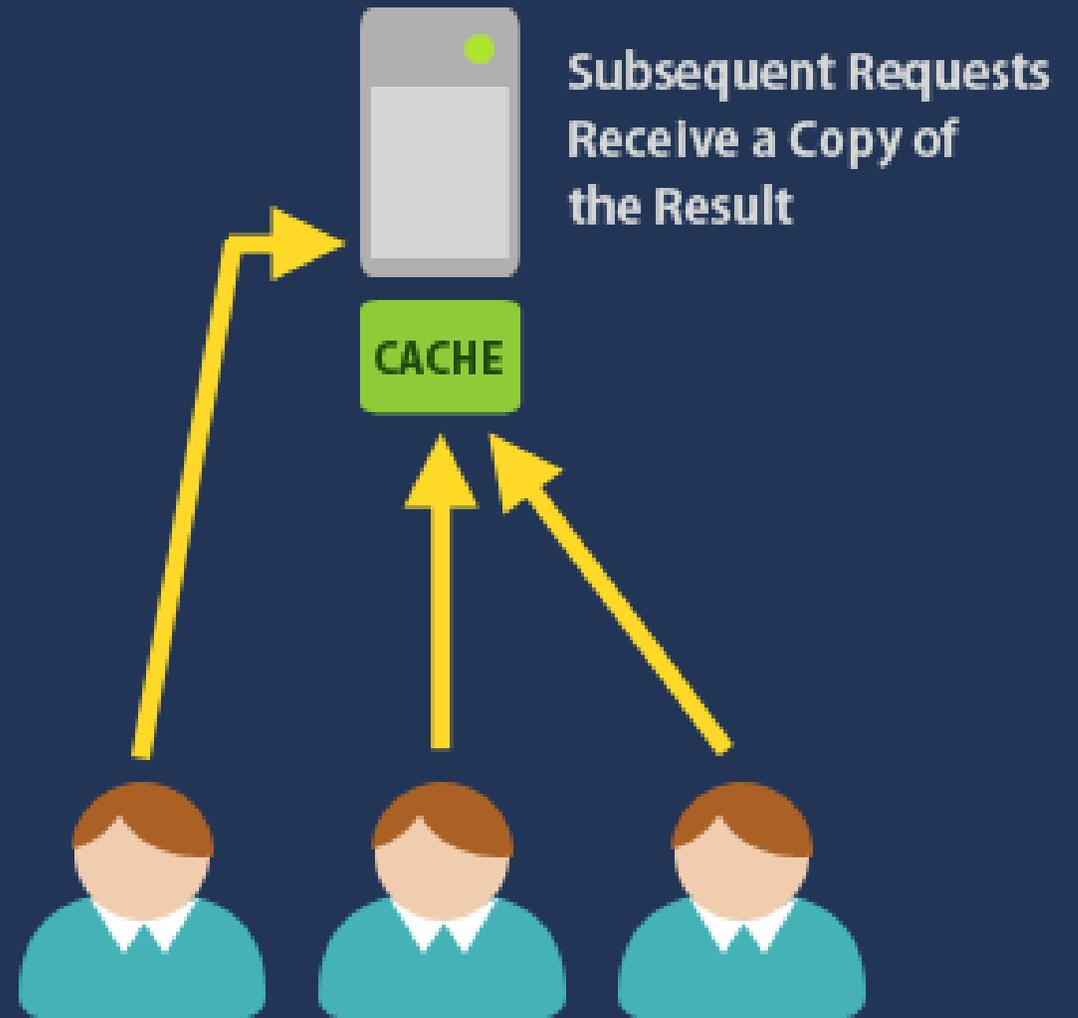 Subsequent Requests
Receive a Copy of
the Result
CACHE